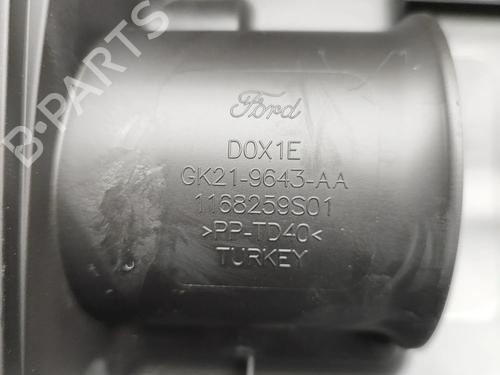 B-PARTS
Ford
D0X1E
GK21-9643-AA
1168259S01
>PP-TD40<
TURKEY